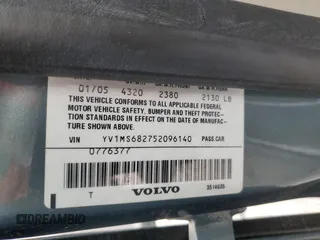 01/05 4320 2380 2130 LB
THIS VEHICLE CONFORMS TO ALL APPLICABLE FEDERAL
MOTOR VEHICLE SAFETY, BUMPER AND THEFT PROTEC-
TION STANDARDS IN EFFECT ON THE DATE OF MANUFAC-
TURE SHOWN ABOVE.
VIN YV1MS682752096140 PASS.CAR
0776377
T VOLVO 3514635
DREAMBID